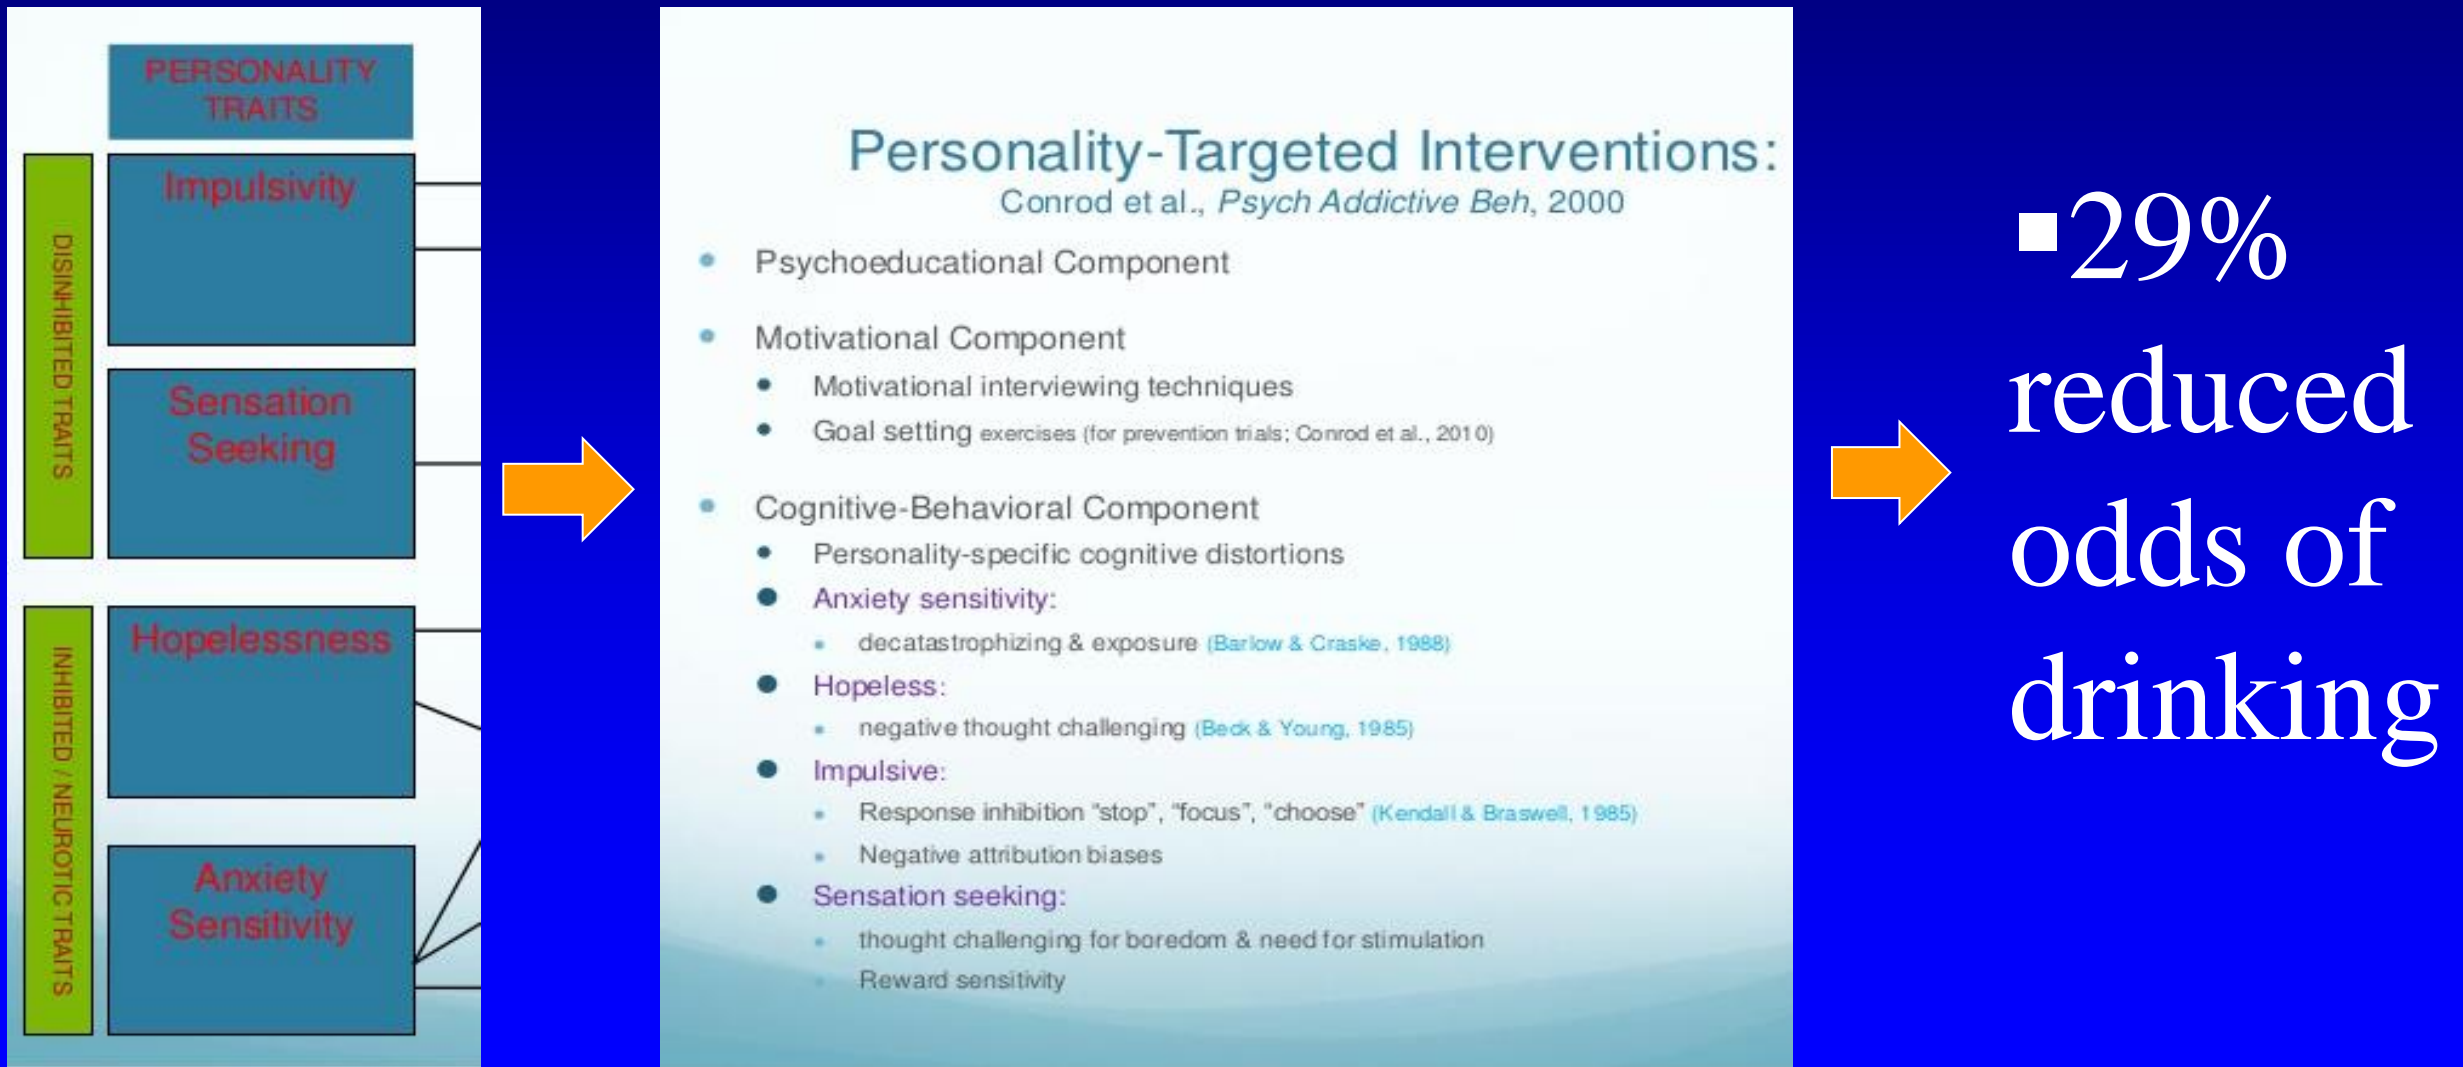 PERSONALITY
TRAITS
DISINHIBITED TRAITS
Impulsivity
Sensation
Seeking
INHIBITED / NEUROTIC TRAITS
Hopelessness
Anxiety
Sensitivity
Personality-Targeted Interventions:
Conrod et al., Psych Addictive Beh, 2000
• Psychoeducational Component
• Motivational Component
• Motivational interviewing techniques
• Goal setting exercises (for prevention trials; Conrod et al., 2010)
• Cognitive-Behavioral Component
• Personality-specific cognitive distortions
• Anxiety sensitivity:
• decatastrophizing & exposure (Barlow & Craske, 1988)
• Hopeless:
• negative thought challenging (Beck & Young, 1985)
• Impulsive:
• Response inhibition “stop”, “focus”, “choose” (Kendall & Braswell, 1985)
• Negative attribution biases
• Sensation seeking:
• thought challenging for boredom & need for stimulation
• Reward sensitivity
▪29%
reduced
odds of
drinking